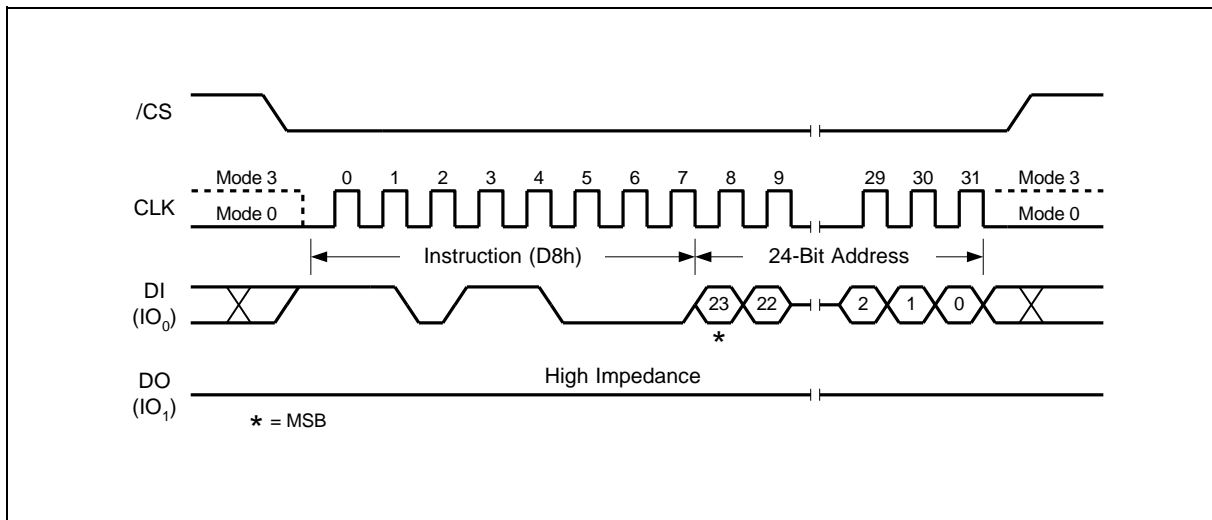 /CS
Mode 3
0 1 2 3 4 5 6 7 8 9 29 30 31
Mode 3
CLK
Mode 0
Mode 0
Instruction (D8h)
24-Bit Address
DI
(IO0)
23 22 2 1 0
*
DO
(IO1)
High Impedance
* = MSB